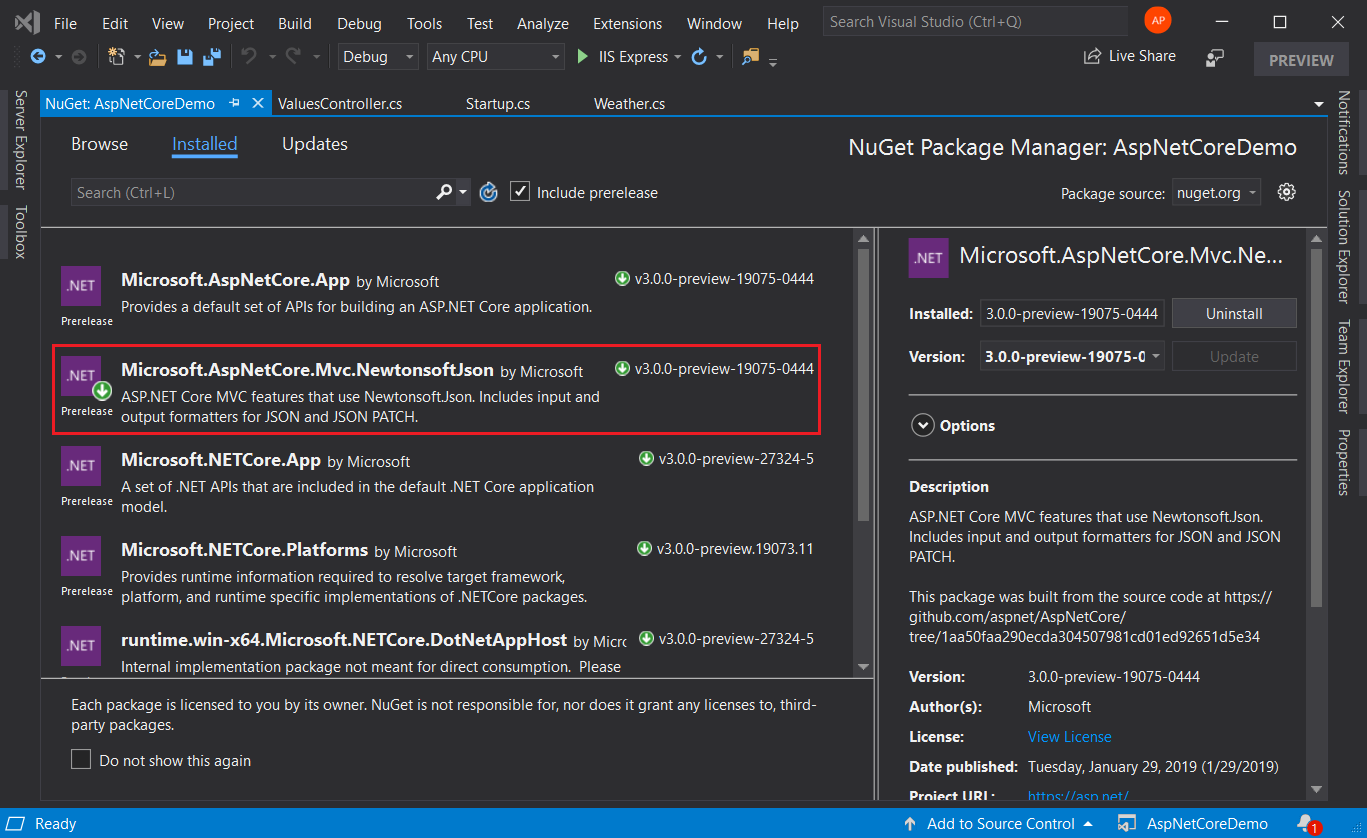 File Edit View Project Build Debug Tools Test Analyze Extensions Window Help Search Visual Studio (Ctrl+Q) AP
Debug Any CPU IIS Express Live Share PREVIEW
Server Explorer
Toolbox
NuGet: AspNetCoreDemo ValuesController.cs Startup.cs Weather.cs
Browse Installed Updates
NuGet Package Manager: AspNetCoreDemo
Search (Ctrl+L) Include prerelease
Package source: nuget.org
.NET
Prerelease
Microsoft.AspNetCore.App by Microsoft v3.0.0-preview-19075-0444
Provides a default set of APIs for building an ASP.NET Core application.
.NET
Prerelease
Microsoft.AspNetCore.Mvc.NewtonsoftJson by Microsoft v3.0.0-preview-19075-0444
ASP.NET Core MVC features that use NewtonsoftJson. Includes input and
output formatters for JSON and JSON PATCH.
.NET
Prerelease
Microsoft.NETCore.App by Microsoft v3.0.0-preview-27324-5
A set of .NET APIs that are included in the default .NET Core application
model.
.NET
Prerelease
Microsoft.NETCore.Platforms by Microsoft v3.0.0-preview.19073.11
Provides runtime information required to resolve target framework,
platform, and runtime specific implementations of .NETCore packages.
.NET
runtime.win-x64.Microsoft.NETCore.DotNetAppHost by Micro v3.0.0-preview-27324-5
Internal implementation package not meant for direct consumption. Please
Each package is licensed to you by its owner. NuGet is not responsible for, nor does it grant any licenses to, third-
party packages.
Do not show this again
.NET Microsoft.AspNetCore.Mvc.Ne...
Installed: 3.0.0-preview-19075-0444 Uninstall
Version: 3.0.0-preview-19075-0 Update
Options
Description
ASP.NET Core MVC features that use NewtonsoftJson.
Includes input and output formatters for JSON and JSON
PATCH.
This package was built from the source code at https://
github.com/aspnet/AspNetCore/
tree/1aa50faa290ecda304507981cd01ed92651d5e34
Version: 3.0.0-preview-19075-0444
Author(s): Microsoft
License: View License
Date published: Tuesday, January 29, 2019 (1/29/2019)
Project URL: https://asp.net/
Notifications
Solution Explorer
Team Explorer
Properties
Ready Add to Source Control AspNetCoreDemo 1